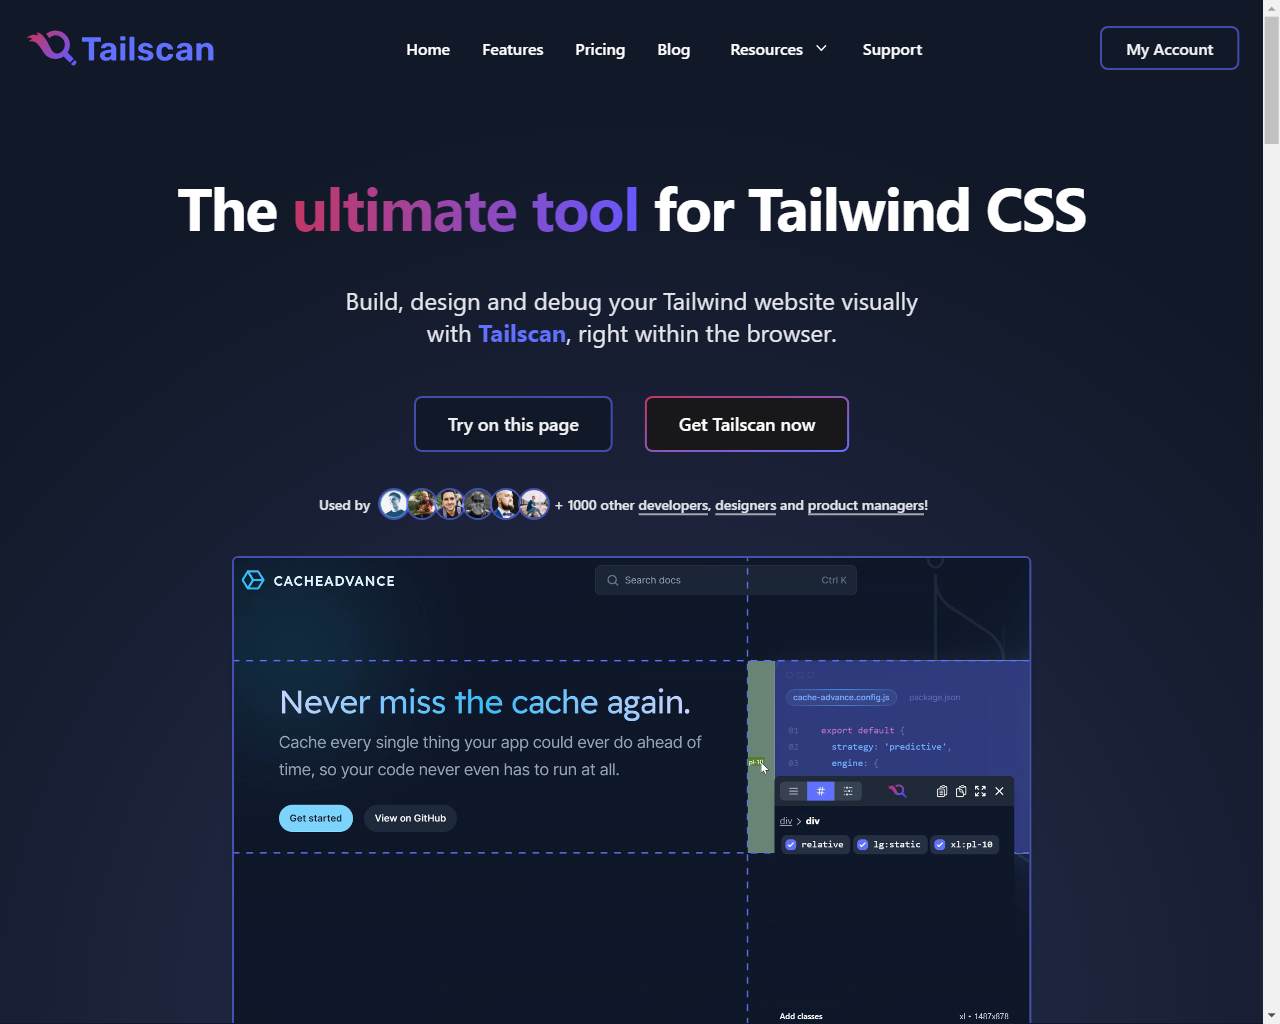 Tailscan
Home
Features
Pricing
Blog
Resources
Support
My Account
The ultimate tool for Tailwind CSS
Build, design and debug your Tailwind website visually
with Tailscan, right within the browser.
Try on this page
Get Tailscan now
Used by + 1000 other developers, designers and product managers!
CACHEADVANCE
Search docs
Ctrl K
Never miss the cache again.
Cache every single thing your app could ever do ahead of
time, so your code never even has to run at all.
Get started
View on GitHub
cache-advance.config.js
package.json
01 export default {
02 strategy: 'predictive',
03 engine: {
pl-10
#
div > div
relative
lg:static
xl:pl-10
Add classes
xl • 1487x678